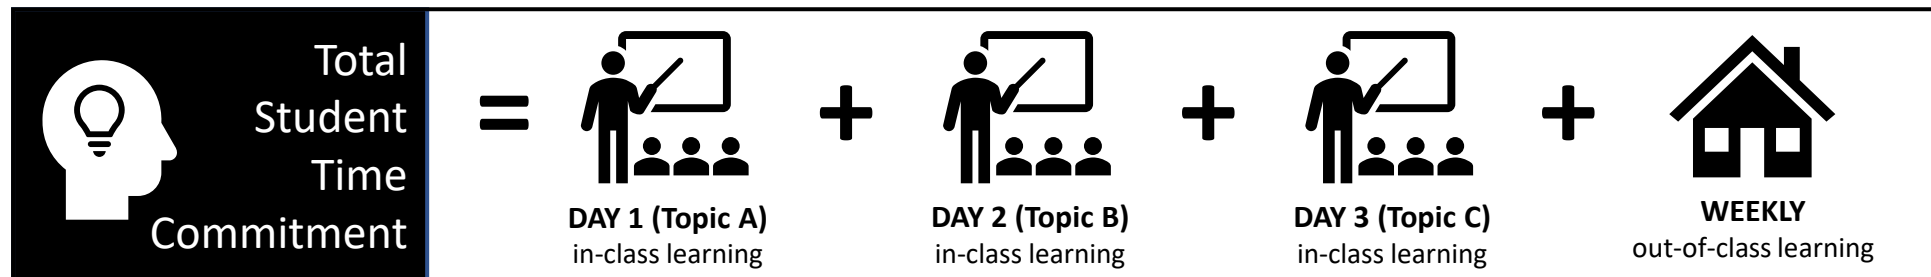 Total
Student
Time
Commitment
=
+
+
+
DAY 1 (Topic A)
in-class learning
DAY 2 (Topic B)
in-class learning
DAY 3 (Topic C)
in-class learning
WEEKLY
out-of-class learning